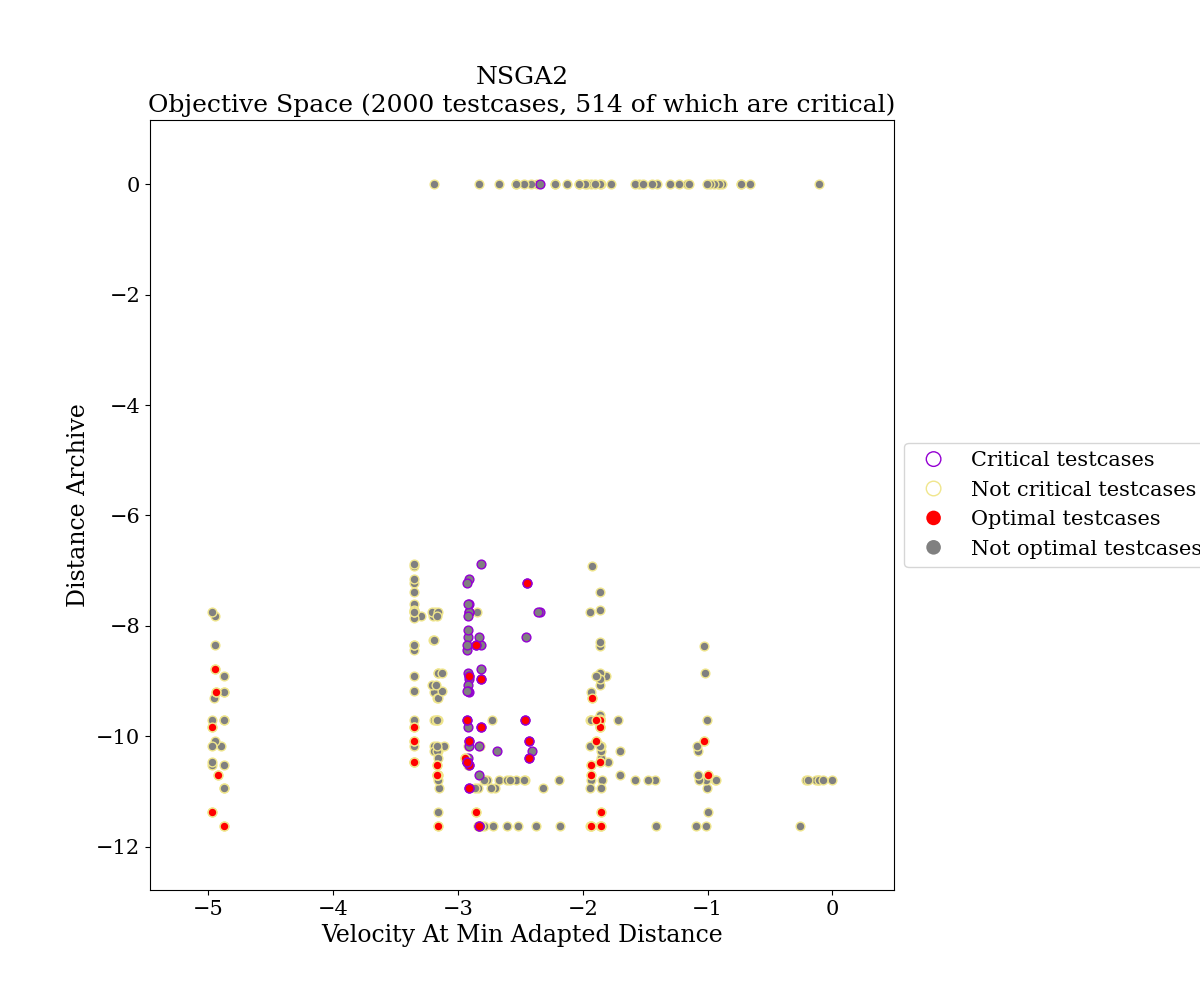 NSGA2
Objective Space (2000 testcases, 514 of which are critical)
0
−2
−4
−6
−8
−10
−12
Distance Archive
−5
−4
−3
−2
−1
0
Velocity At Min Adapted Distance
Critical testcases
Not critical testcases
Optimal testcases
Not optimal testcases